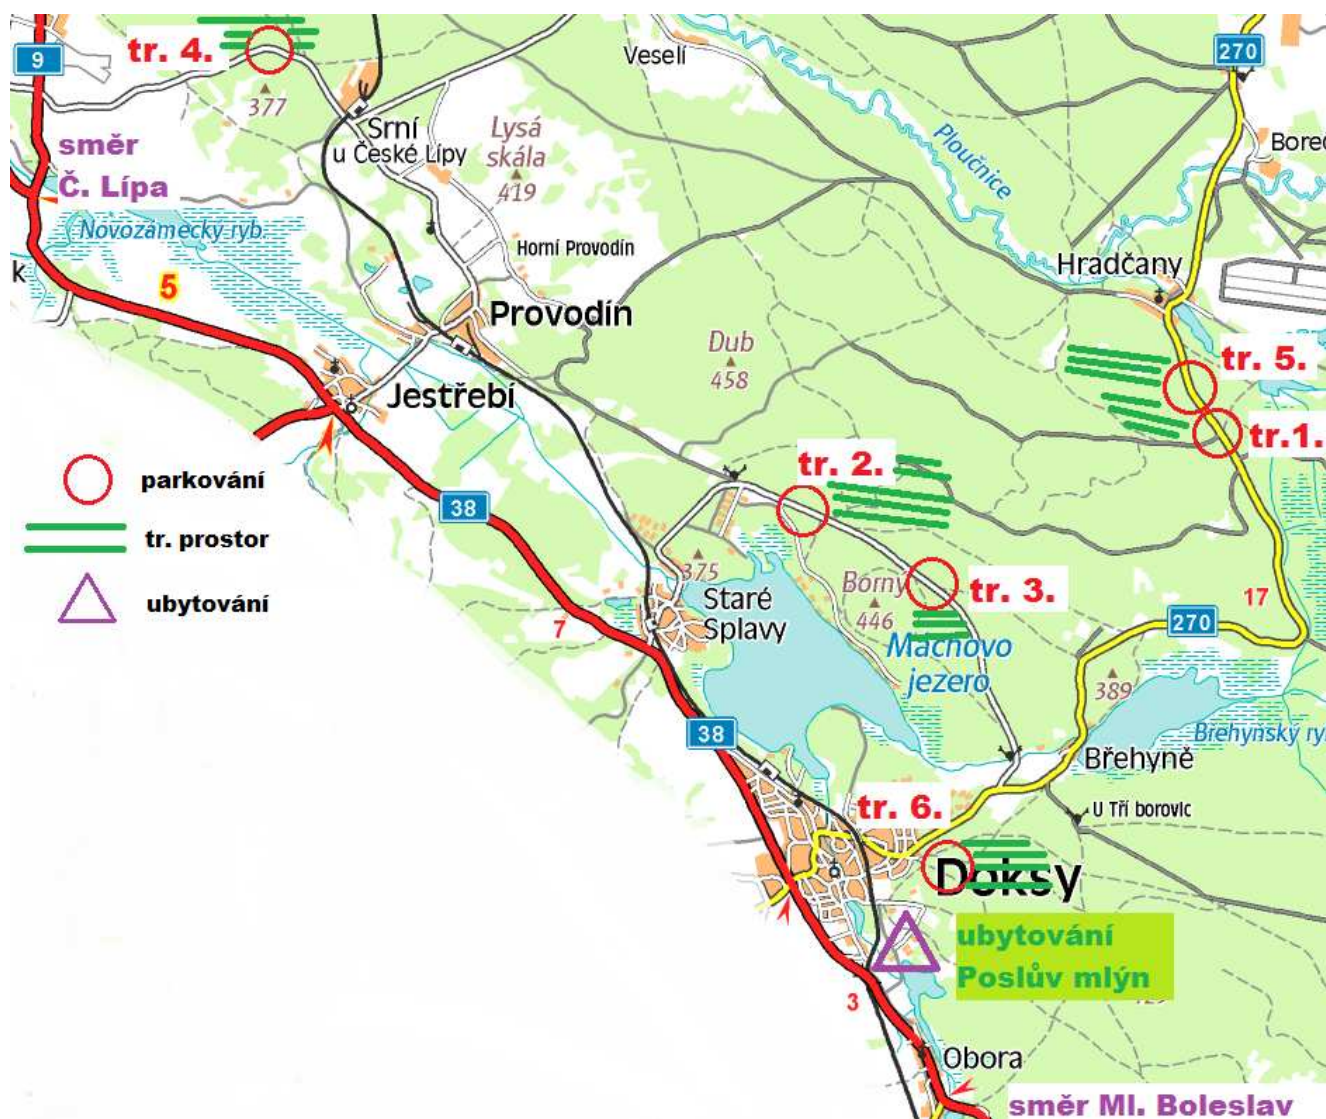 tr. 4.
9
377
Veselí
270
Srní
u České Lípy
Lysá
skála
419
Ploučnice
směr
Č. Lípa
Novozámecký ryb.
Horní Provodín
Hradčany
k
5
Provodín
Dub
458
tr. 5.
Jestřebí
tr.1.
tr. 2.
parkování
38
tr. prostor
375
Borný
446
tr. 3.
ubytování
Staré
Splavy
7
17
270
Máchovo
jezero
389
38
Břehyně
tr. 6.
U Tří borovic
Doksy
ubytování
Poslův mlýn
3
Obora
směr Ml. Boleslav